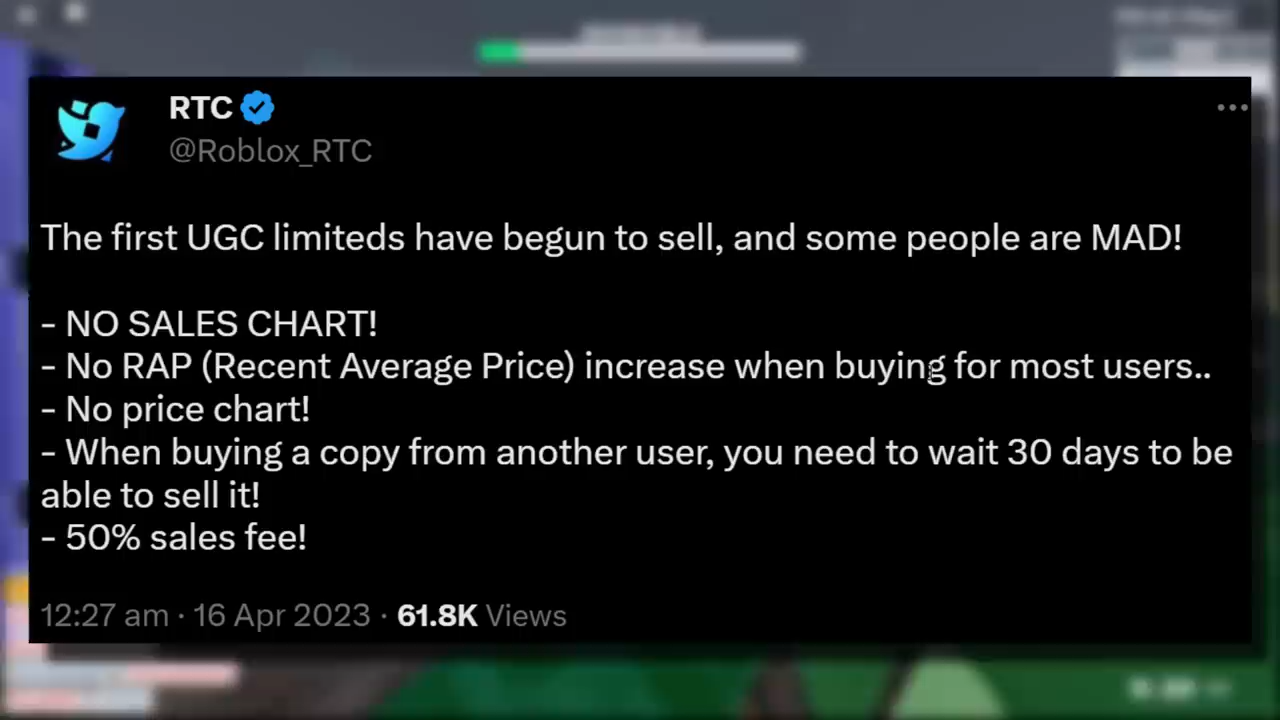 RTC
@Roblox_RTC
The first UGC limiteds have begun to sell, and some people are MAD!
- NO SALES CHART!
- No RAP (Recent Average Price) increase when buying for most users..
- No price chart!
- When buying a copy from another user, you need to wait 30 days to be
able to sell it!
- 50% sales fee!
12:27 am · 16 Apr 2023 · 61.8K Views